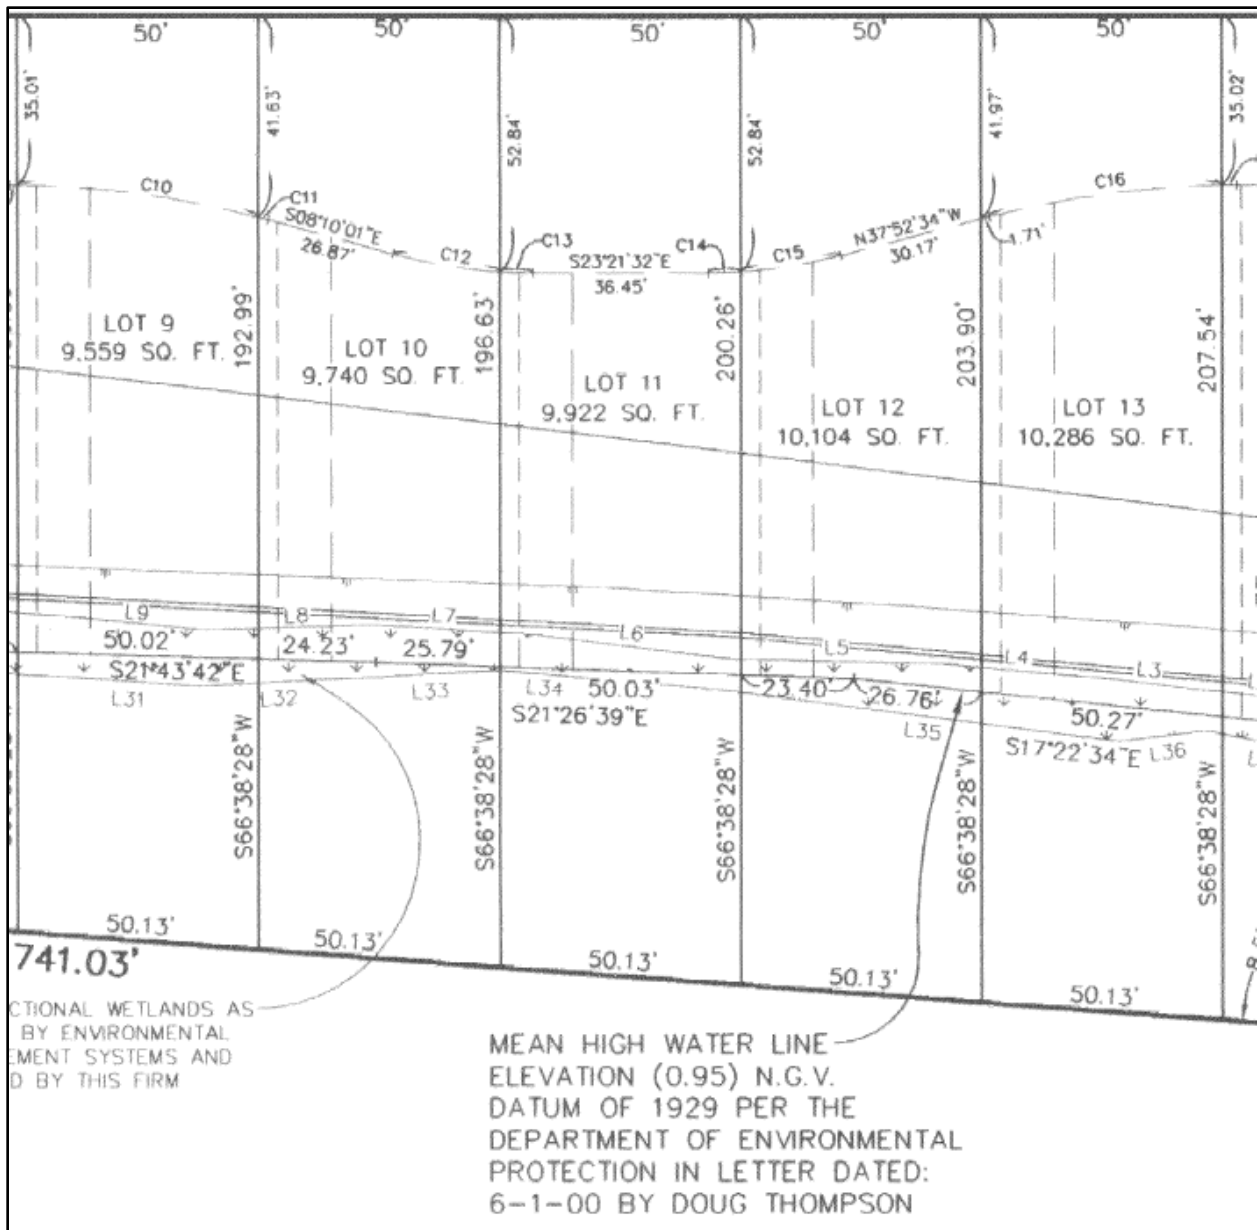 50'
50'
50'
50'
50'
35.01'
41.63'
52.84'
52.84'
41.97'
35.02'
C10
C11
S08°10'01"E
26.87'
C12
C13
S23°21'32"E
36.45'
C14
C15
N37°52'34"W
30.17'
1.71'
C16
192.99'
196.63'
200.26'
203.90'
207.54'
LOT 9
9,559 SQ. FT.
LOT 10
9,740 SQ. FT.
LOT 11
9,922 SQ. FT.
LOT 12
10,104 SQ. FT.
LOT 13
10,286 SQ. FT.
L9
L8
L7
L6
L5
L4
L3
50.02'
24.23'
25.79'
S21°43'42"E
L31
L32
L33
L34
50.03'
S21°26'39"E
23.40'
26.76'
L35
50.27'
S17°22'34"E
L36
S66°38'28"W
S66°38'28"W
S66°38'28"W
S66°38'28"W
S66°38'28"W
50.13'
50.13'
50.13'
50.13'
50.13'
741.03'
CTIONAL WETLANDS AS
BY ENVIRONMENTAL
EMENT SYSTEMS AND
D BY THIS FIRM
MEAN HIGH WATER LINE
ELEVATION (0.95) N.G.V.
DATUM OF 1929 PER THE
DEPARTMENT OF ENVIRONMENTAL
PROTECTION IN LETTER DATED:
6-1-00 BY DOUG THOMPSON